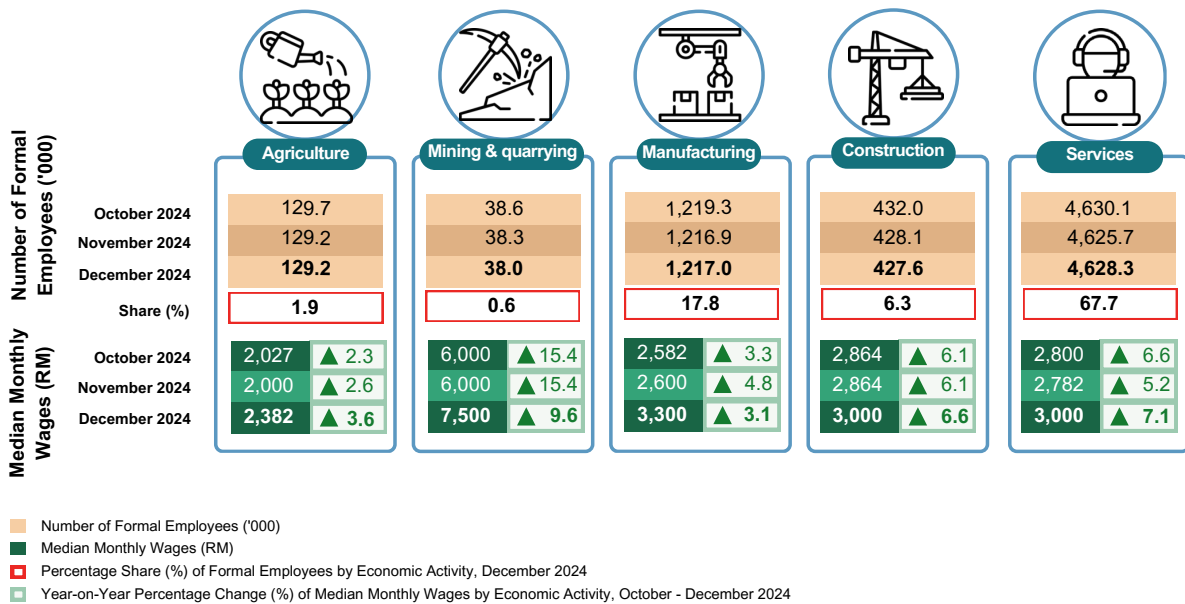 Agriculture Mining & quarrying Manufacturing Construction Services
Number of Formal
Employees ('000)
October 2024 129.7 38.6 1,219.3 432.0 4,630.1
November 2024 129.2 38.3 1,216.9 428.1 4,625.7
December 2024 129.2 38.0 1,217.0 427.6 4,628.3
Share (%) 1.9 0.6 17.8 6.3 67.7
Median Monthly
Wages (RM)
October 2024 2,027 ▲ 2.3 6,000 ▲ 15.4 2,582 ▲ 3.3 2,864 ▲ 6.1 2,800 ▲ 6.6
November 2024 2,000 ▲ 2.6 6,000 ▲ 15.4 2,600 ▲ 4.8 2,864 ▲ 6.1 2,782 ▲ 5.2
December 2024 2,382 ▲ 3.6 7,500 ▲ 9.6 3,300 ▲ 3.1 3,000 ▲ 6.6 3,000 ▲ 7.1
Number of Formal Employees ('000)
Median Monthly Wages (RM)
Percentage Share (%) of Formal Employees by Economic Activity, December 2024
Year-on-Year Percentage Change (%) of Median Monthly Wages by Economic Activity, October - December 2024